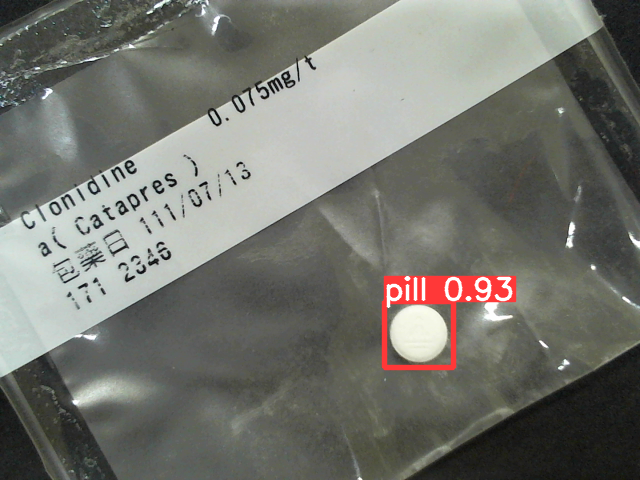 Clonidine 0.075mg/t
a( Catapres )
包藥日 111/07/13
171 2346
pill 0.93